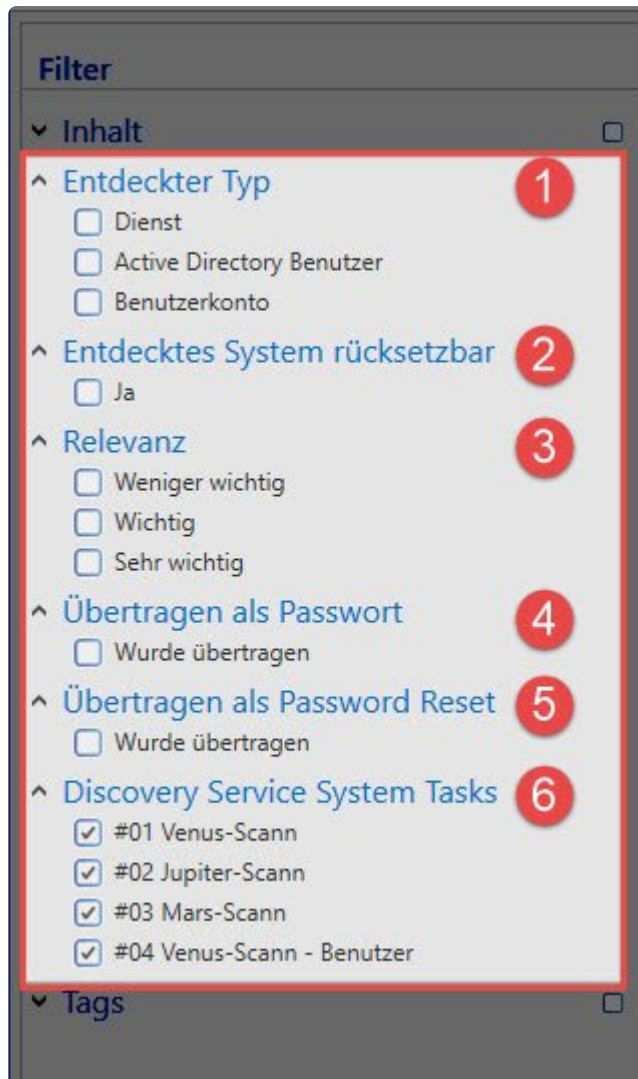 Filter
Inhalt
Entdeckter Typ 1
Dienst
Active Directory Benutzer
Benutzerkonto
Entdecktes System rücksetzbar 2
Ja
Relevanz 3
Weniger wichtig
Wichtig
Sehr wichtig
Übertragen als Passwort 4
Wurde übertragen
Übertragen als Password Reset 5
Wurde übertragen
Discovery Service System Tasks 6
#01 Venus-Scann
#02 Jupiter-Scann
#03 Mars-Scann
#04 Venus-Scann - Benutzer
Tags